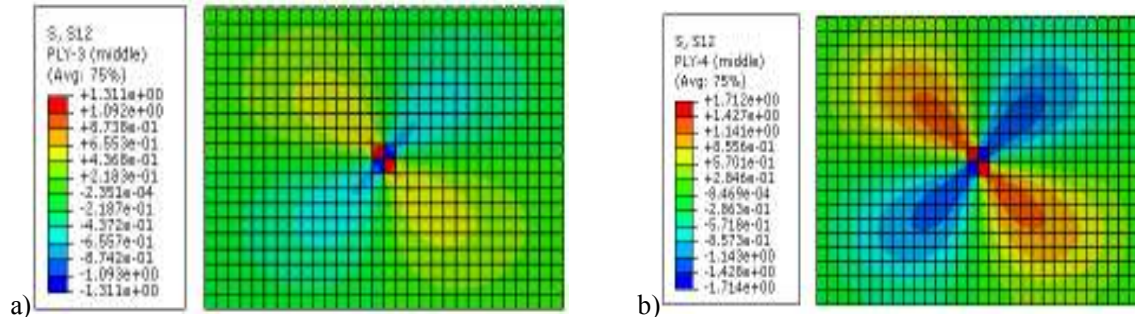 S, S12
PLY-3 (middle)
(Avg: 75%)
+1.311e+00
+1.092e+00
+8.738e-01
+6.553e-01
+4.368e-01
+2.183e-01
-2.351e-04
-2.187e-01
-4.372e-01
-6.557e-01
-8.742e-01
-1.093e+00
-1.311e+00
a)
S, S12
PLY-4 (middle)
(Avg: 75%)
+1.712e+00
+1.427e+00
+1.141e+00
+8.556e-01
+5.701e-01
+2.846e-01
-8.469e-04
-2.863e-01
-5.718e-01
-8.573e-01
-1.143e+00
-1.428e+00
-1.714e+00
b)